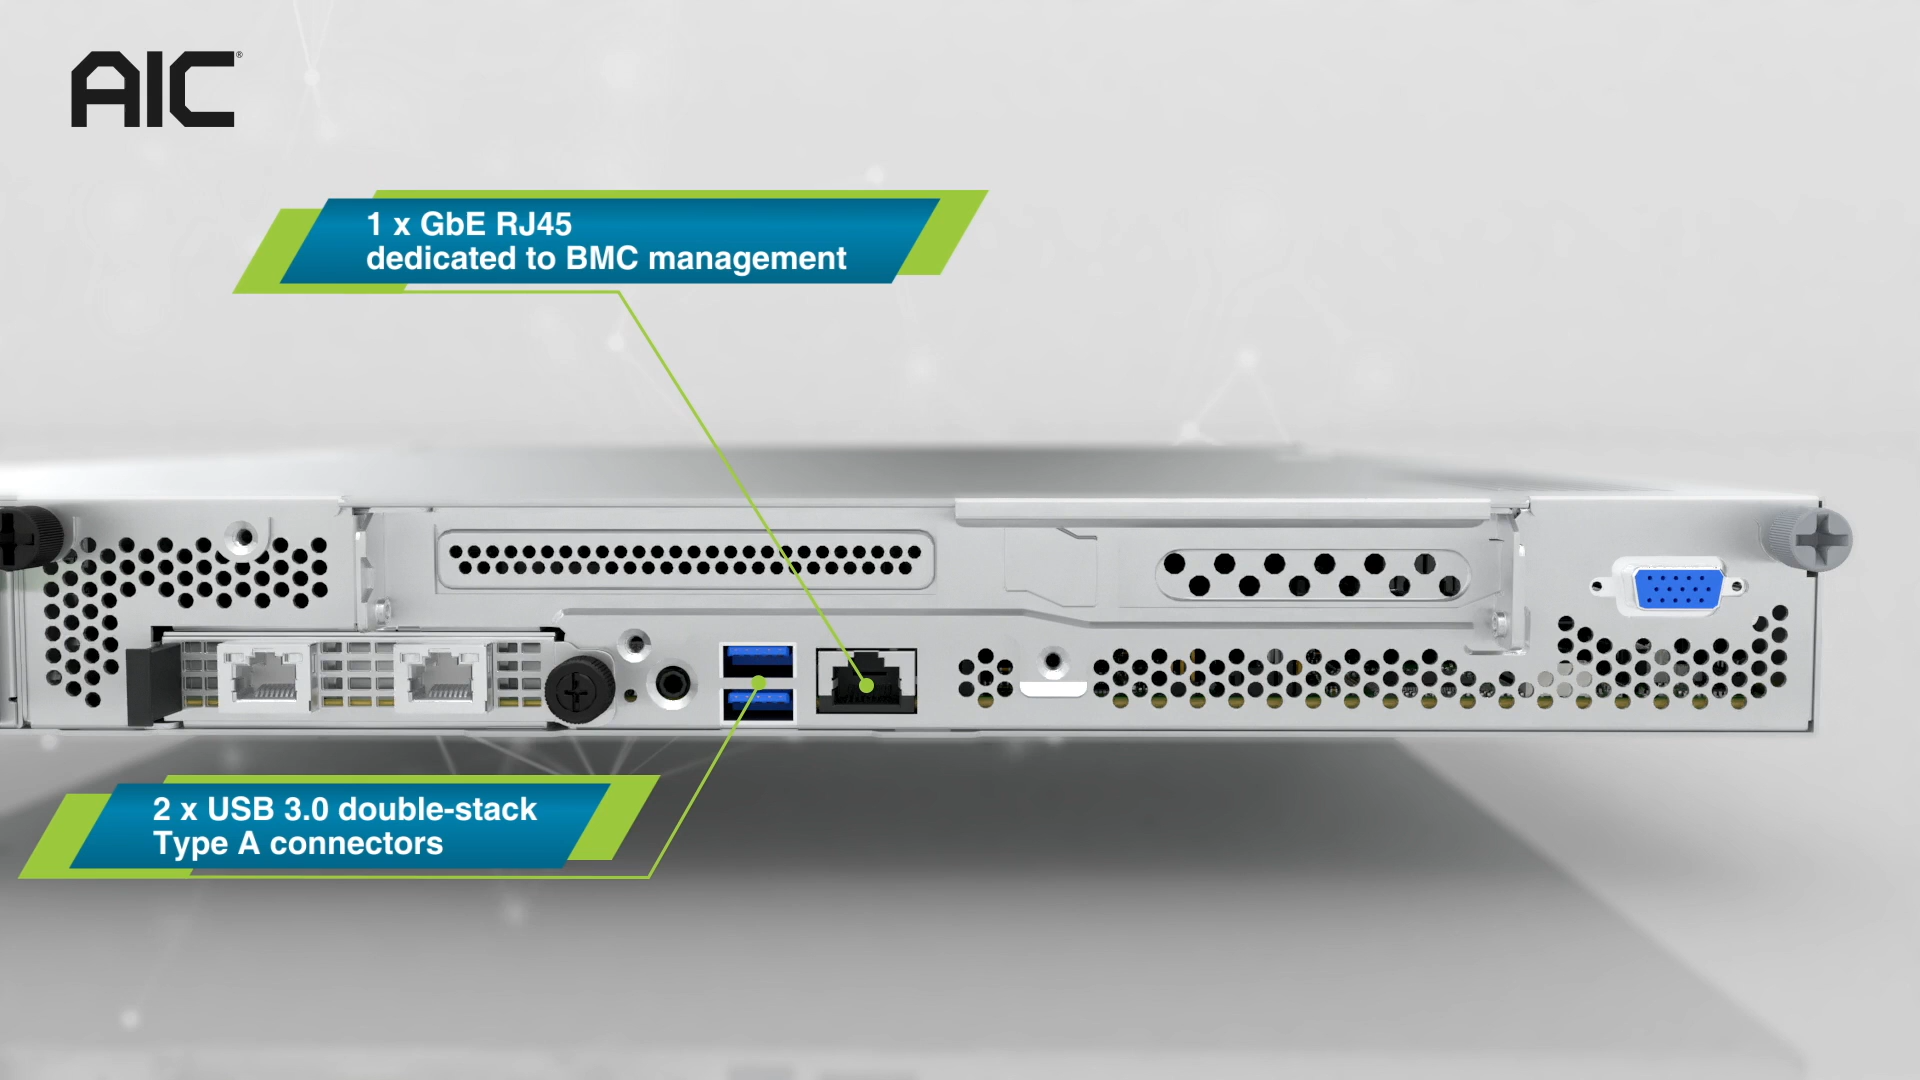 AIC®
1 x GbE RJ45
dedicated to BMC management
2 x USB 3.0 double-stack
Type A connectors